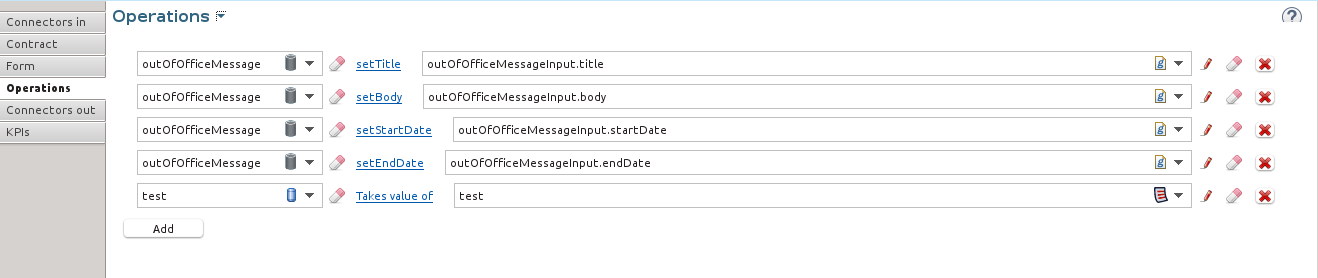 Operations
Connectors in
Contract
Form
Operations
Connectors out
KPIs
outOfOfficeMessage setTitle outOfOfficeMessageInput.title
outOfOfficeMessage setBody outOfOfficeMessageInput.body
outOfOfficeMessage setStartDate outOfOfficeMessageInput.startDate
outOfOfficeMessage setEndDate outOfOfficeMessageInput.endDate
test Takes value of test
Add